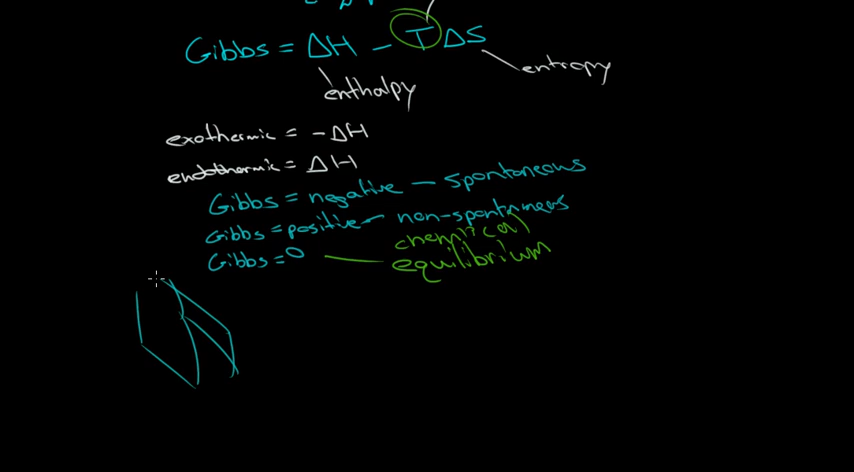 Gibbs = ΔH - TΔS
entropy
enthalpy
exothermic = -ΔH
endothermic = ΔH
Gibbs = negative - spontaneous
Gibbs = positive - non-spontaneous
Gibbs = 0
chemical
equilibrium